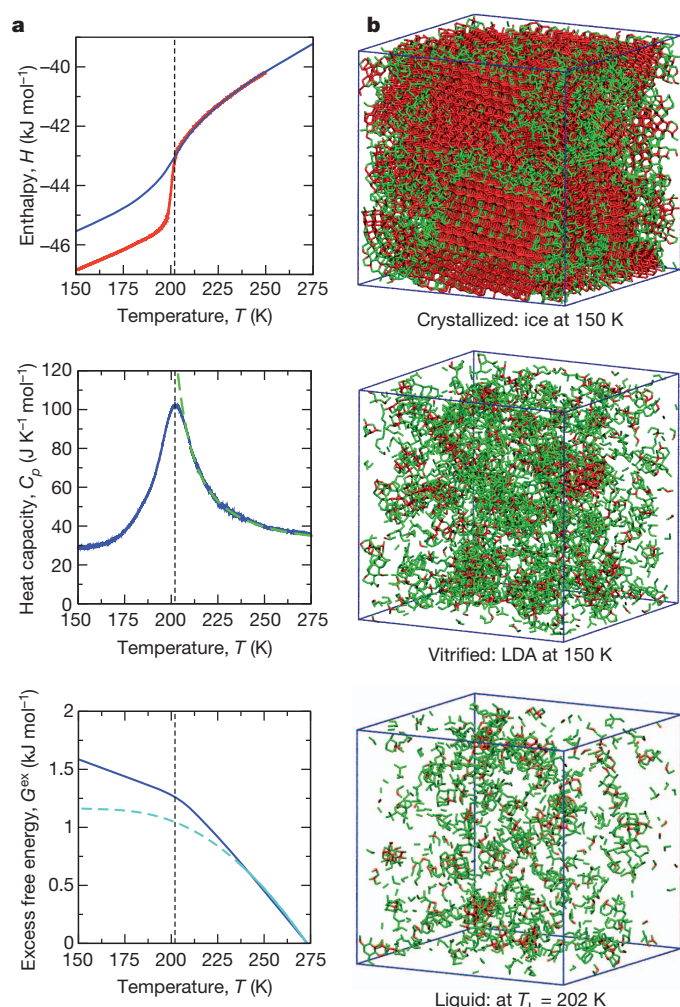 a
Enthalpy, H (kJ mol⁻¹)
−40
−42
−44
−46
150 175 200 225 250 275
Temperature, T (K)
Heat capacity, Cₚ (J K⁻¹ mol⁻¹)
120
100
80
60
40
20
0
150 175 200 225 250 275
Temperature, T (K)
Excess free energy, Gᵉˣ (kJ mol⁻¹)
2
1.5
1
0.5
0
150 175 200 225 250 275
Temperature, T (K)
b
Crystallized: ice at 150 K
Vitrified: LDA at 150 K
Liquid: at T_L = 202 K